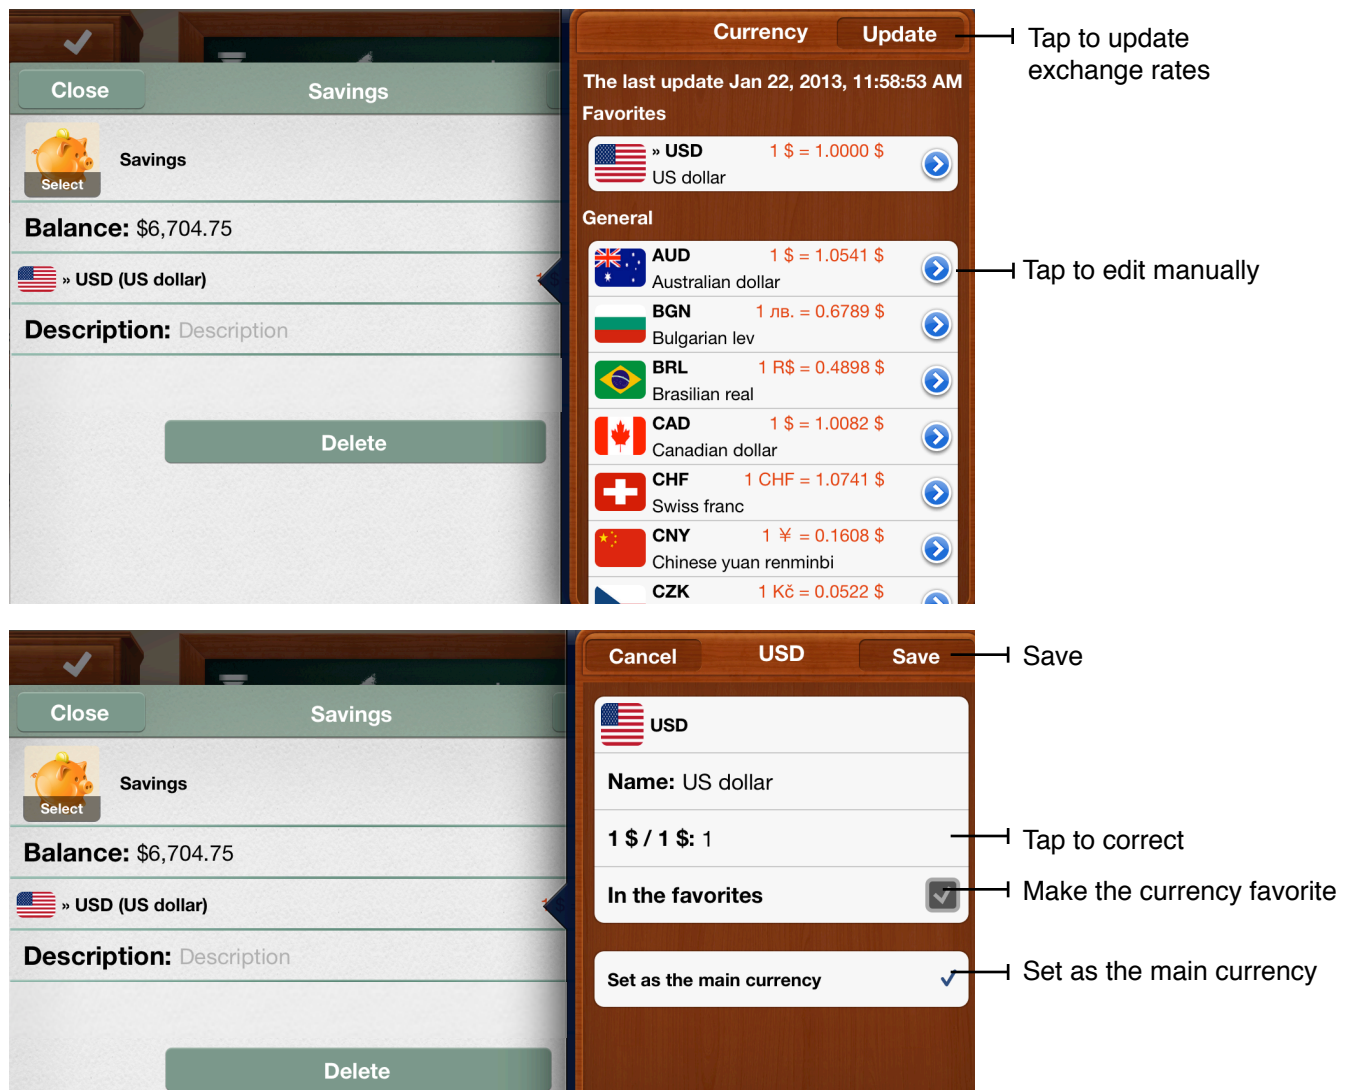 Currency
Update
Tap to update
exchange rates
Close
Savings
The last update Jan 22, 2013, 11:58:53 AM
Favorites
Savings
Select
» USD 1 $ = 1.0000 $
US dollar
Balance: $6,704.75
General
» USD (US dollar)
AUD 1 $ = 1.0541 $
Australian dollar
Tap to edit manually
Description: Description
BGN 1 лв. = 0.6789 $
Bulgarian lev
BRL 1 R$ = 0.4898 $
Brasilian real
CAD 1 $ = 1.0082 $
Canadian dollar
Delete
CHF 1 CHF = 1.0741 $
Swiss franc
CNY 1 ¥ = 0.1608 $
Chinese yuan renminbi
CZK 1 Kč = 0.0522 $
Cancel
USD
Save
Save
Close
Savings
USD
Savings
Select
Name: US dollar
Balance: $6,704.75
1 $ / 1 $: 1
Tap to correct
» USD (US dollar)
In the favorites
Make the currency favorite
Description: Description
Set as the main currency
Set as the main currency
Delete